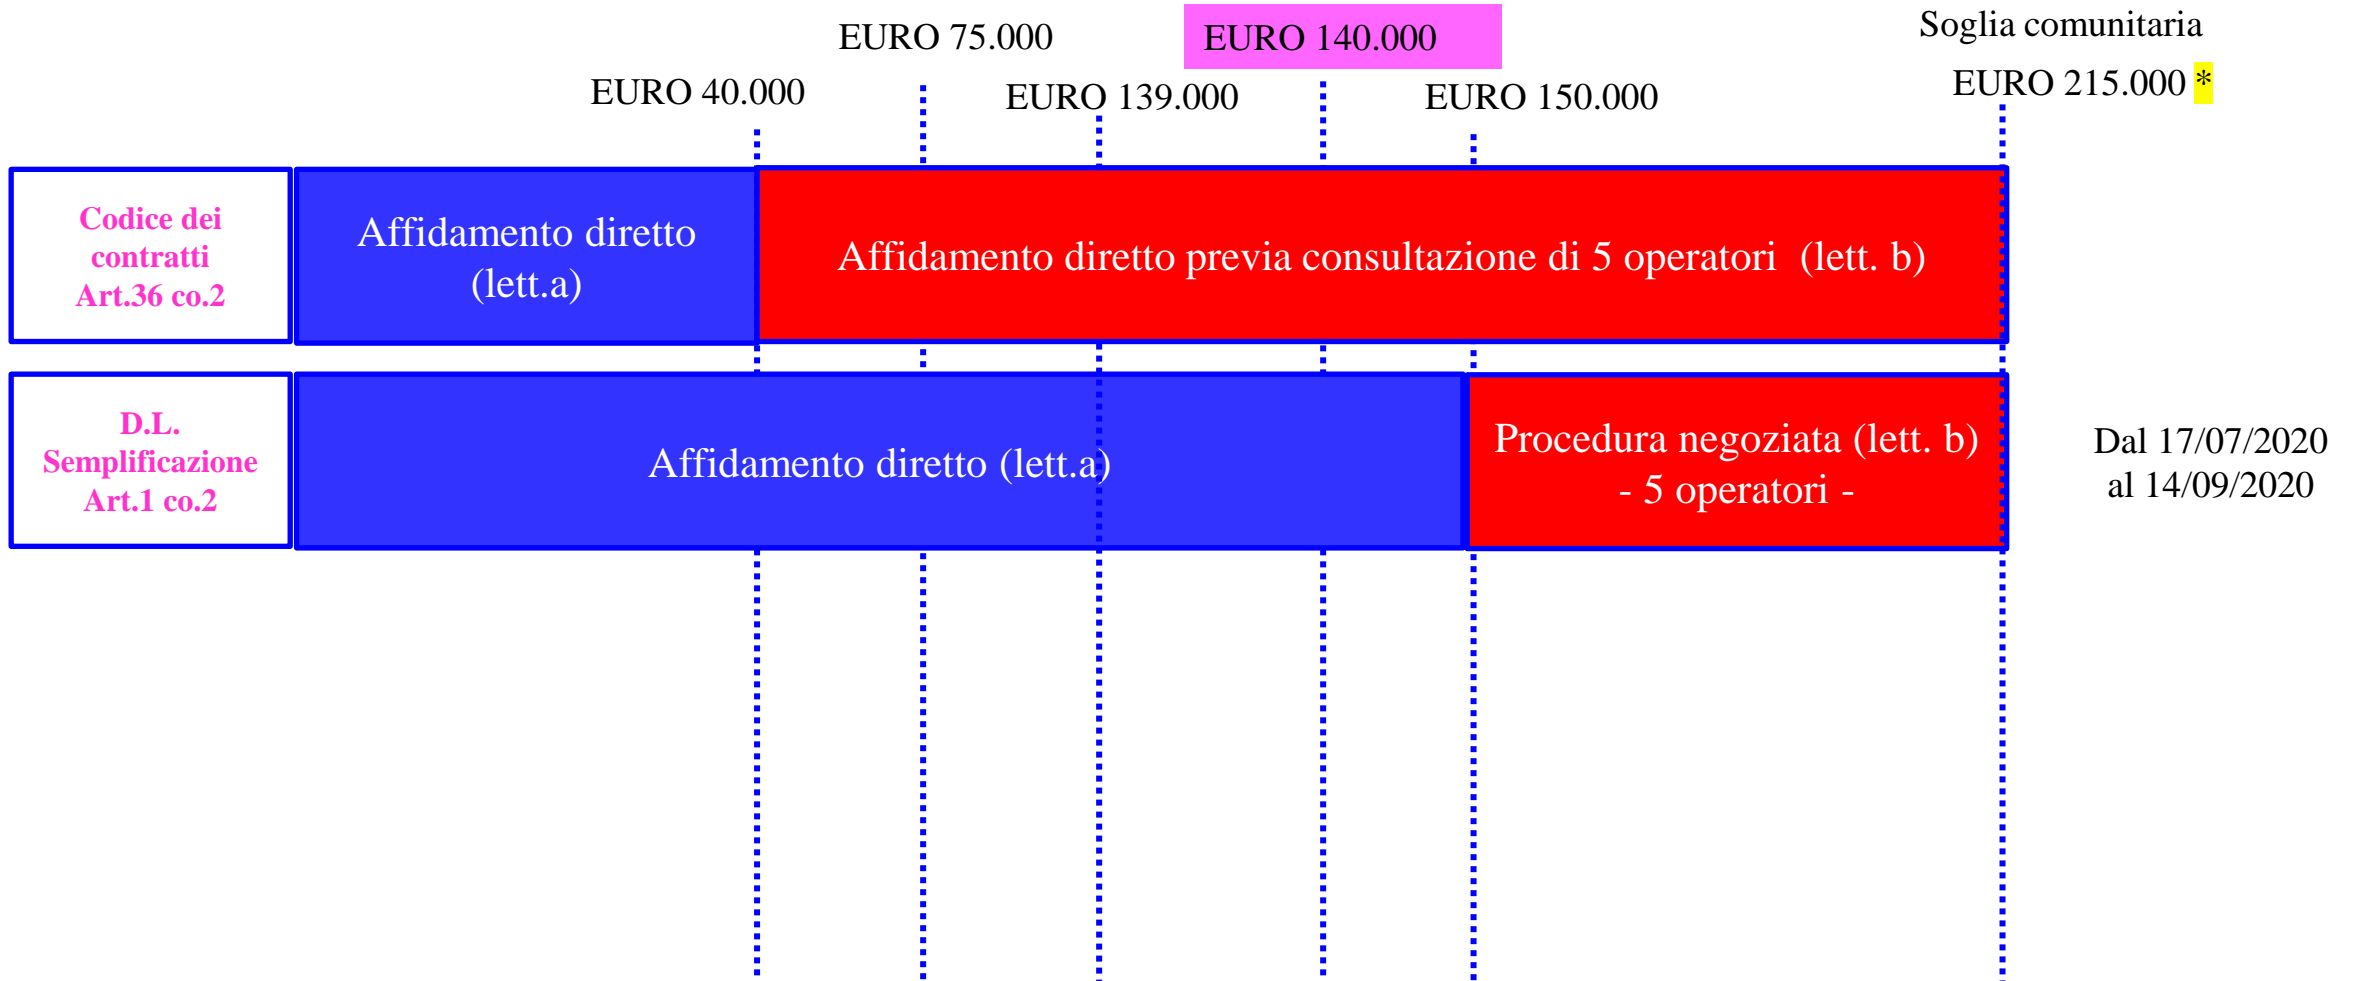 EURO 75.000
EURO 140.000
Soglia comunitaria
EURO 40.000
EURO 139.000
EURO 150.000
EURO 215.000 *
Codice dei
contratti
Art.36 co.2
Affidamento diretto
(lett.a)
Affidamento diretto previa consultazione di 5 operatori (lett. b)
D.L.
Semplificazione
Art.1 co.2
Affidamento diretto (lett.a)
Procedura negoziata (lett. b)
- 5 operatori -
Dal 17/07/2020
al 14/09/2020